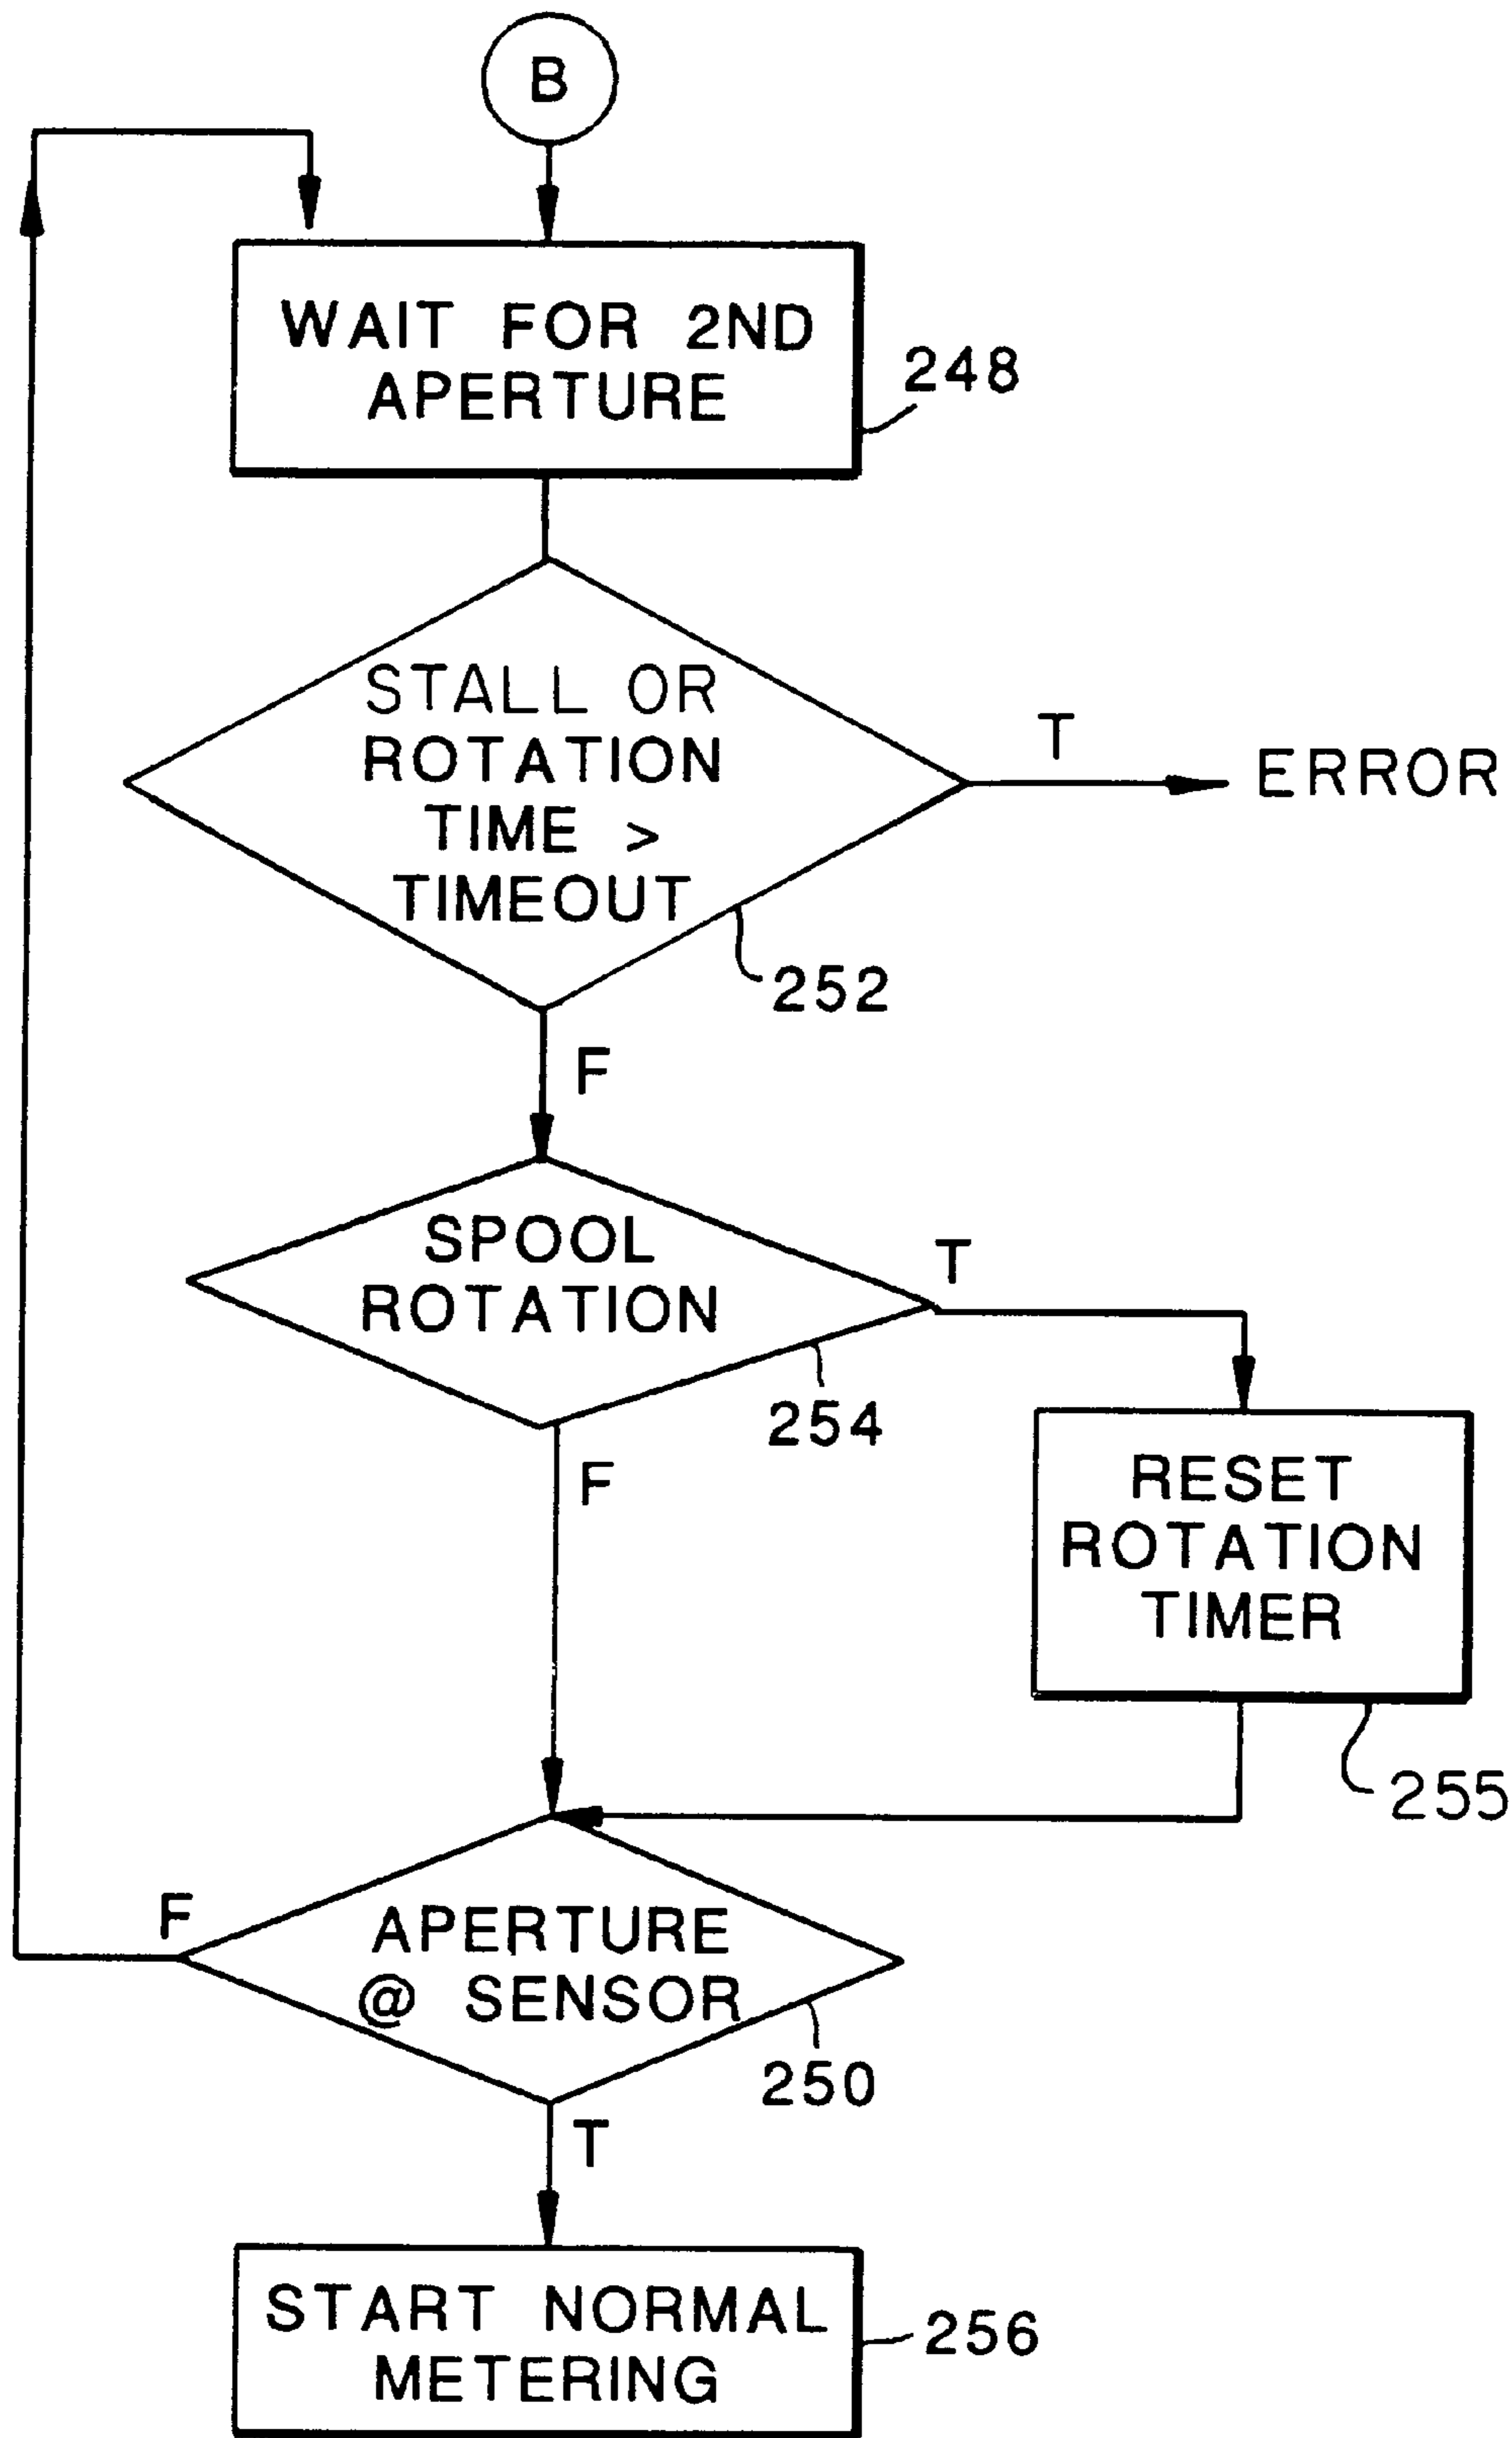 B
WAIT FOR 2ND
APERTURE
248
STALL OR
ROTATION
TIME >
TIMEOUT
T
ERROR
252
F
SPOOL
ROTATION
T
254
F
RESET
ROTATION
TIMER
255
F
APERTURE
@ SENSOR
250
T
START NORMAL
METERING
256